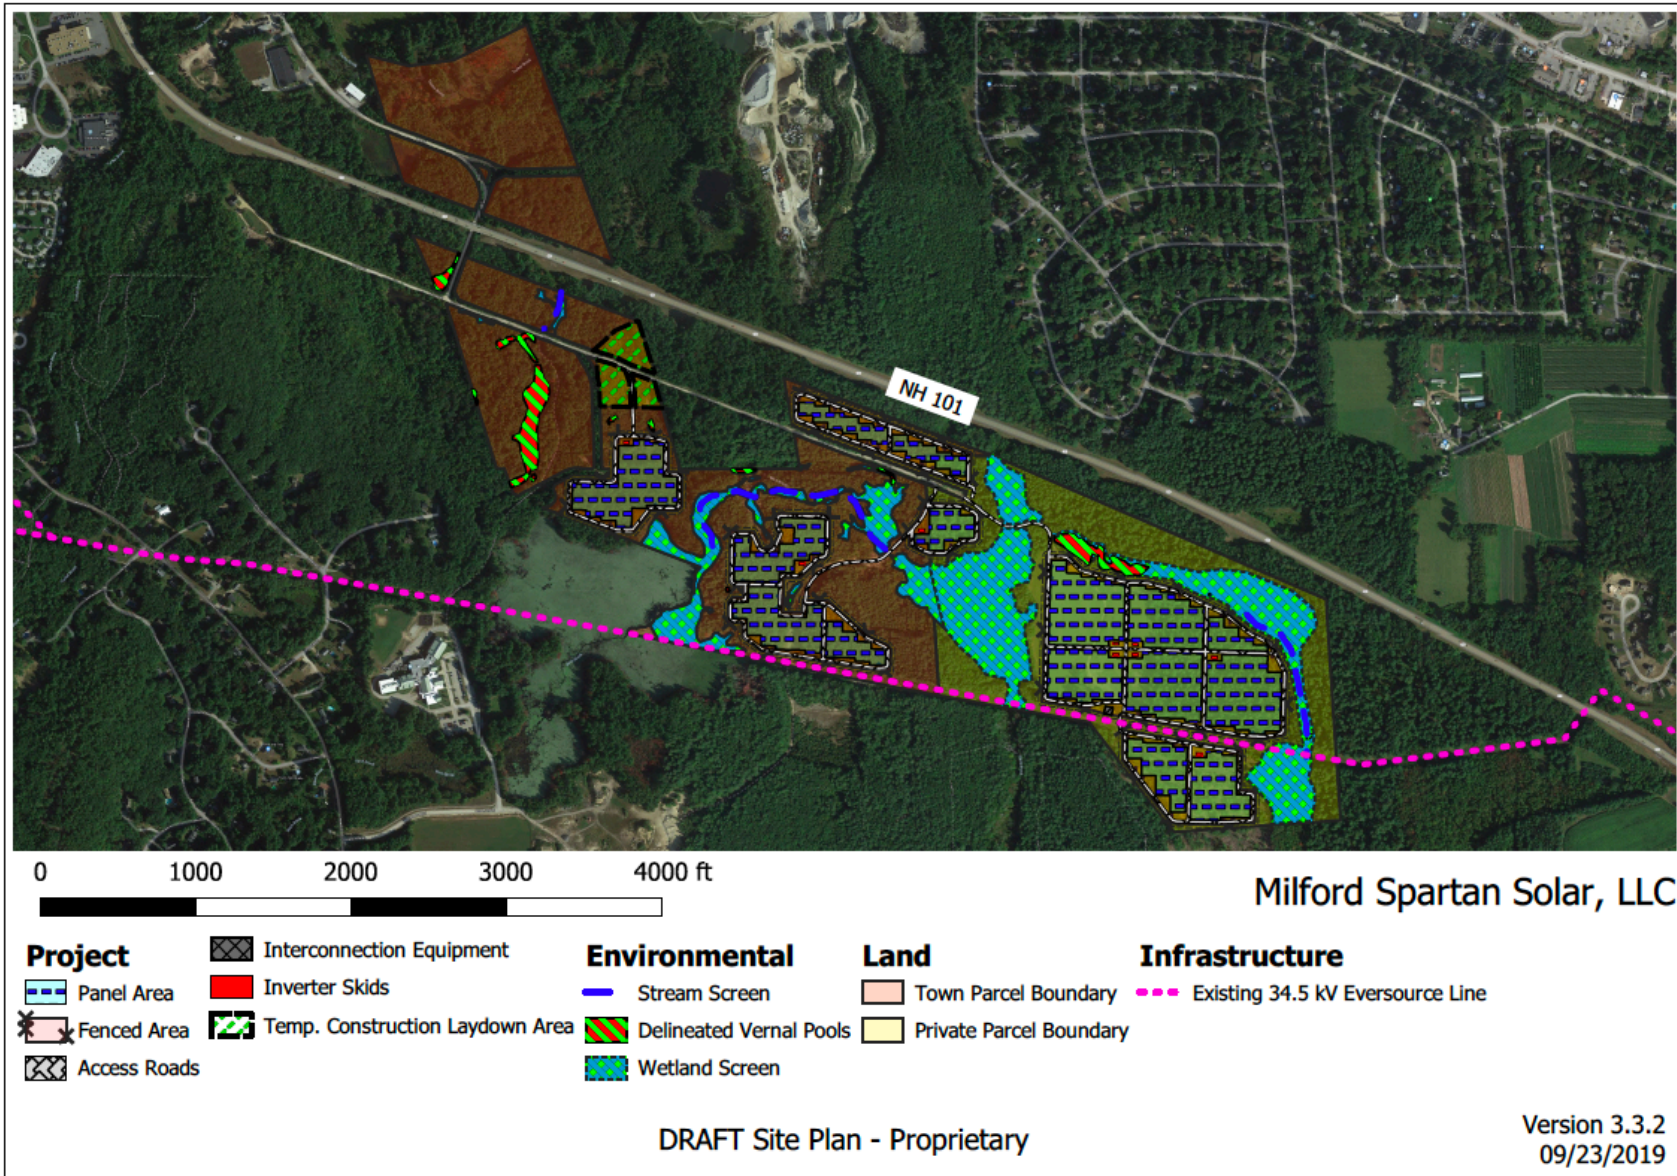 NH 101
0 1000 2000 3000 4000 ft
Milford Spartan Solar, LLC
Project
Panel Area
Fenced Area
Access Roads
Interconnection Equipment
Inverter Skids
Temp. Construction Laydown Area
Environmental
Stream Screen
Delineated Vernal Pools
Wetland Screen
Land
Town Parcel Boundary
Private Parcel Boundary
Infrastructure
Existing 34.5 kV Eversource Line
DRAFT Site Plan - Proprietary
Version 3.3.2
09/23/2019